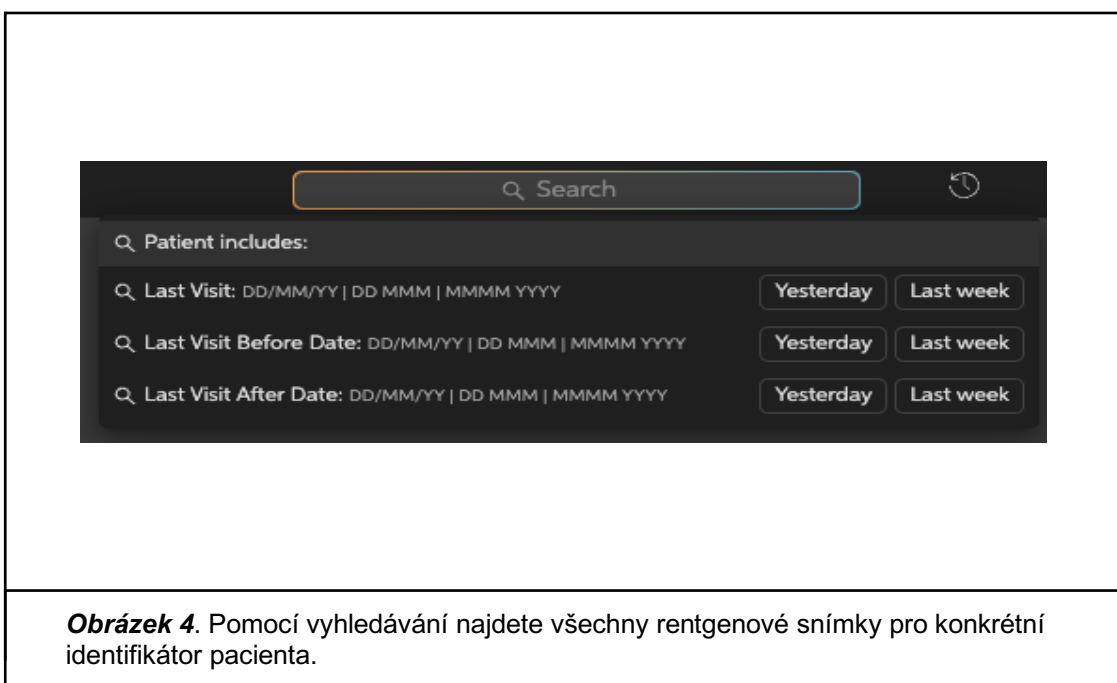 Search
Patient includes:
Last Visit: DD/MM/YY | DD MMM | MMMM YYYY Yesterday Last week
Last Visit Before Date: DD/MM/YY | DD MMM | MMMM YYYY Yesterday Last week
Last Visit After Date: DD/MM/YY | DD MMM | MMMM YYYY Yesterday Last week
Obrázek 4. Pomocí vyhledávání najdete všechny rentgenové snímky pro konkrétní
identifikátor pacienta.